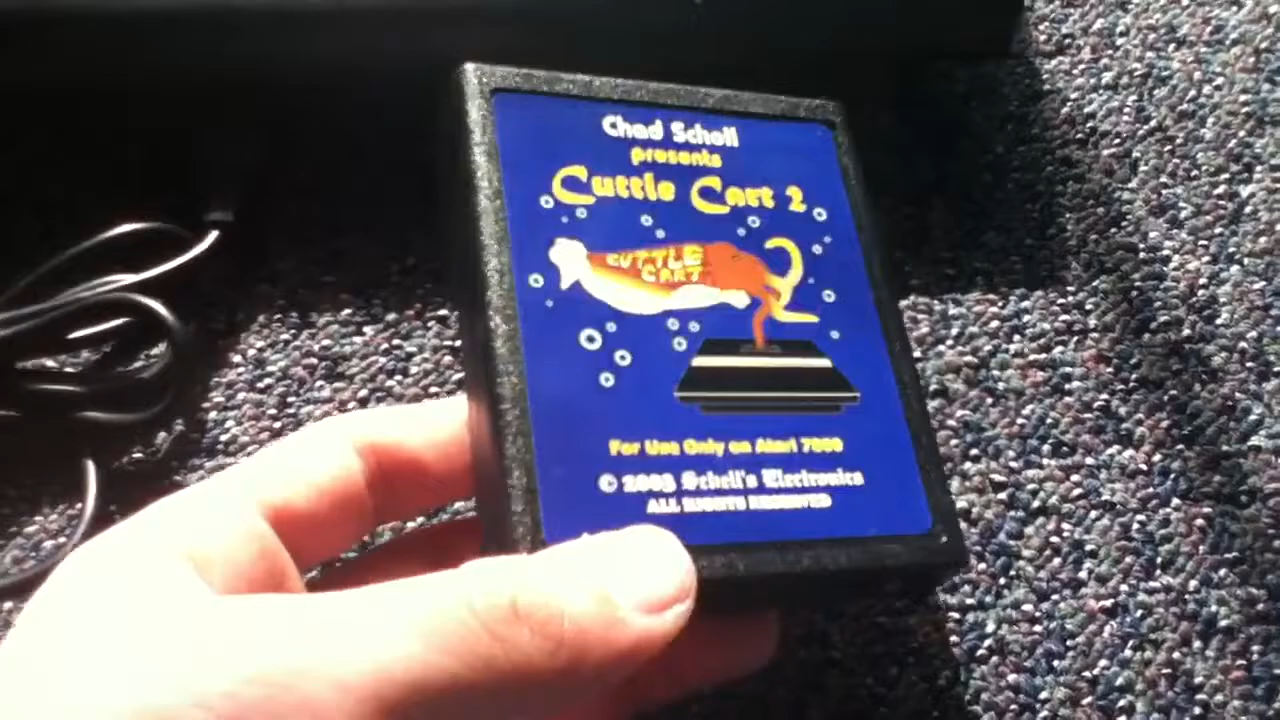 Chad Schell
presents
Cuttle Cart 2
CUTTLE
CART
For Use Only on Atari 7800
© 2003 Schell's Electronics
ALL RIGHTS RESERVED